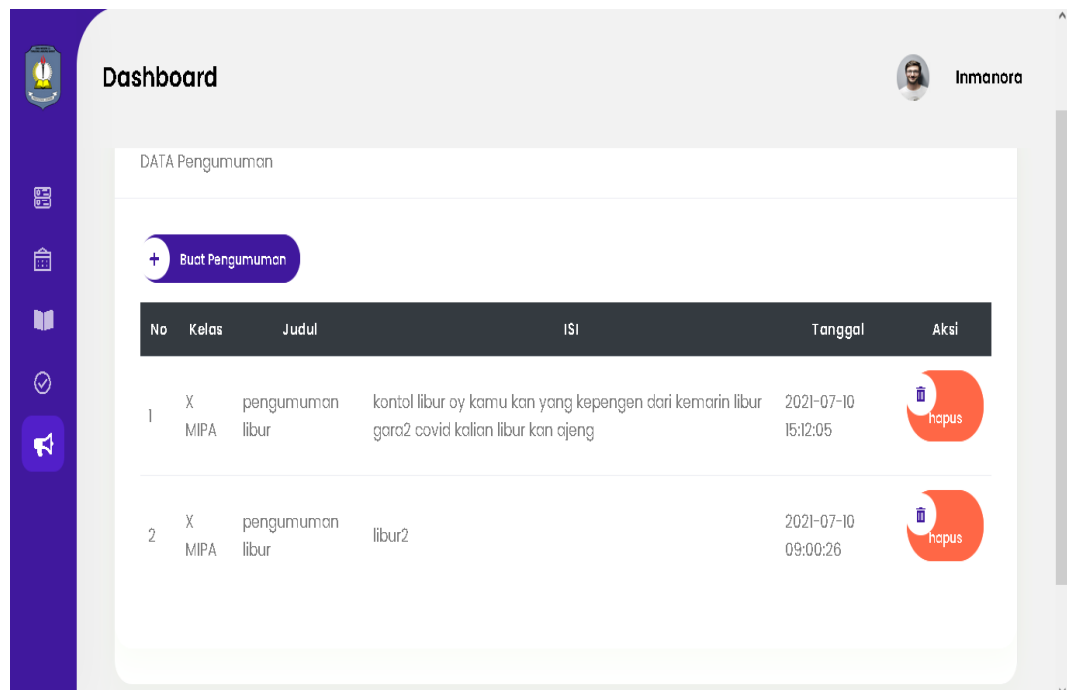 Dashboard
Inmanora
DATA Pengumuman
+ Buat Pengumuman
No Kelas Judul ISI Tanggal Aksi
1 X MIPA pengumuman libur kontol libur oy kamu kan yang kepengen dari kemarin libur gara2 covid kalian libur kan ajeng 2021-07-10 15:12:05 hapus
2 X MIPA pengumuman libur libur2 2021-07-10 09:00:26 hapus